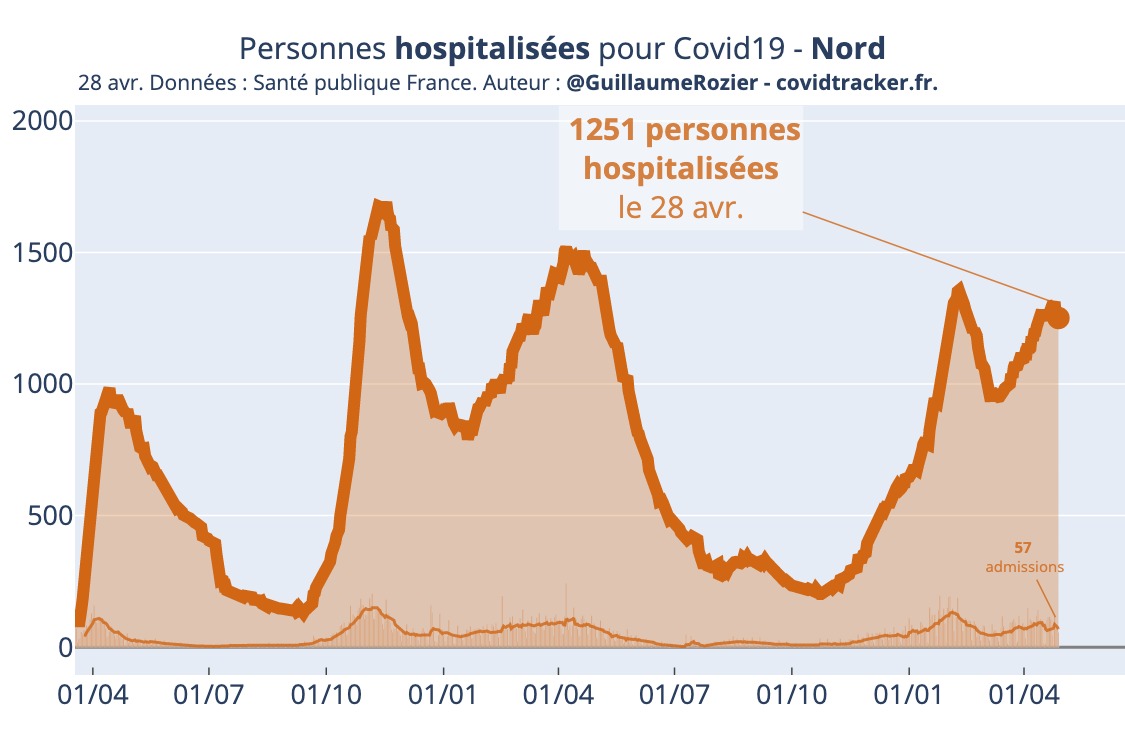 Personnes hospitalisées pour Covid19 - Nord
28 avr. Données : Santé publique France. Auteur : @GuillaumeRozier - covidtracker.fr.
2000
1251 personnes
hospitalisées
le 28 avr.
1500
1000
500
57
admissions
0
01/04 01/07 01/10 01/01 01/04 01/07 01/10 01/01 01/04